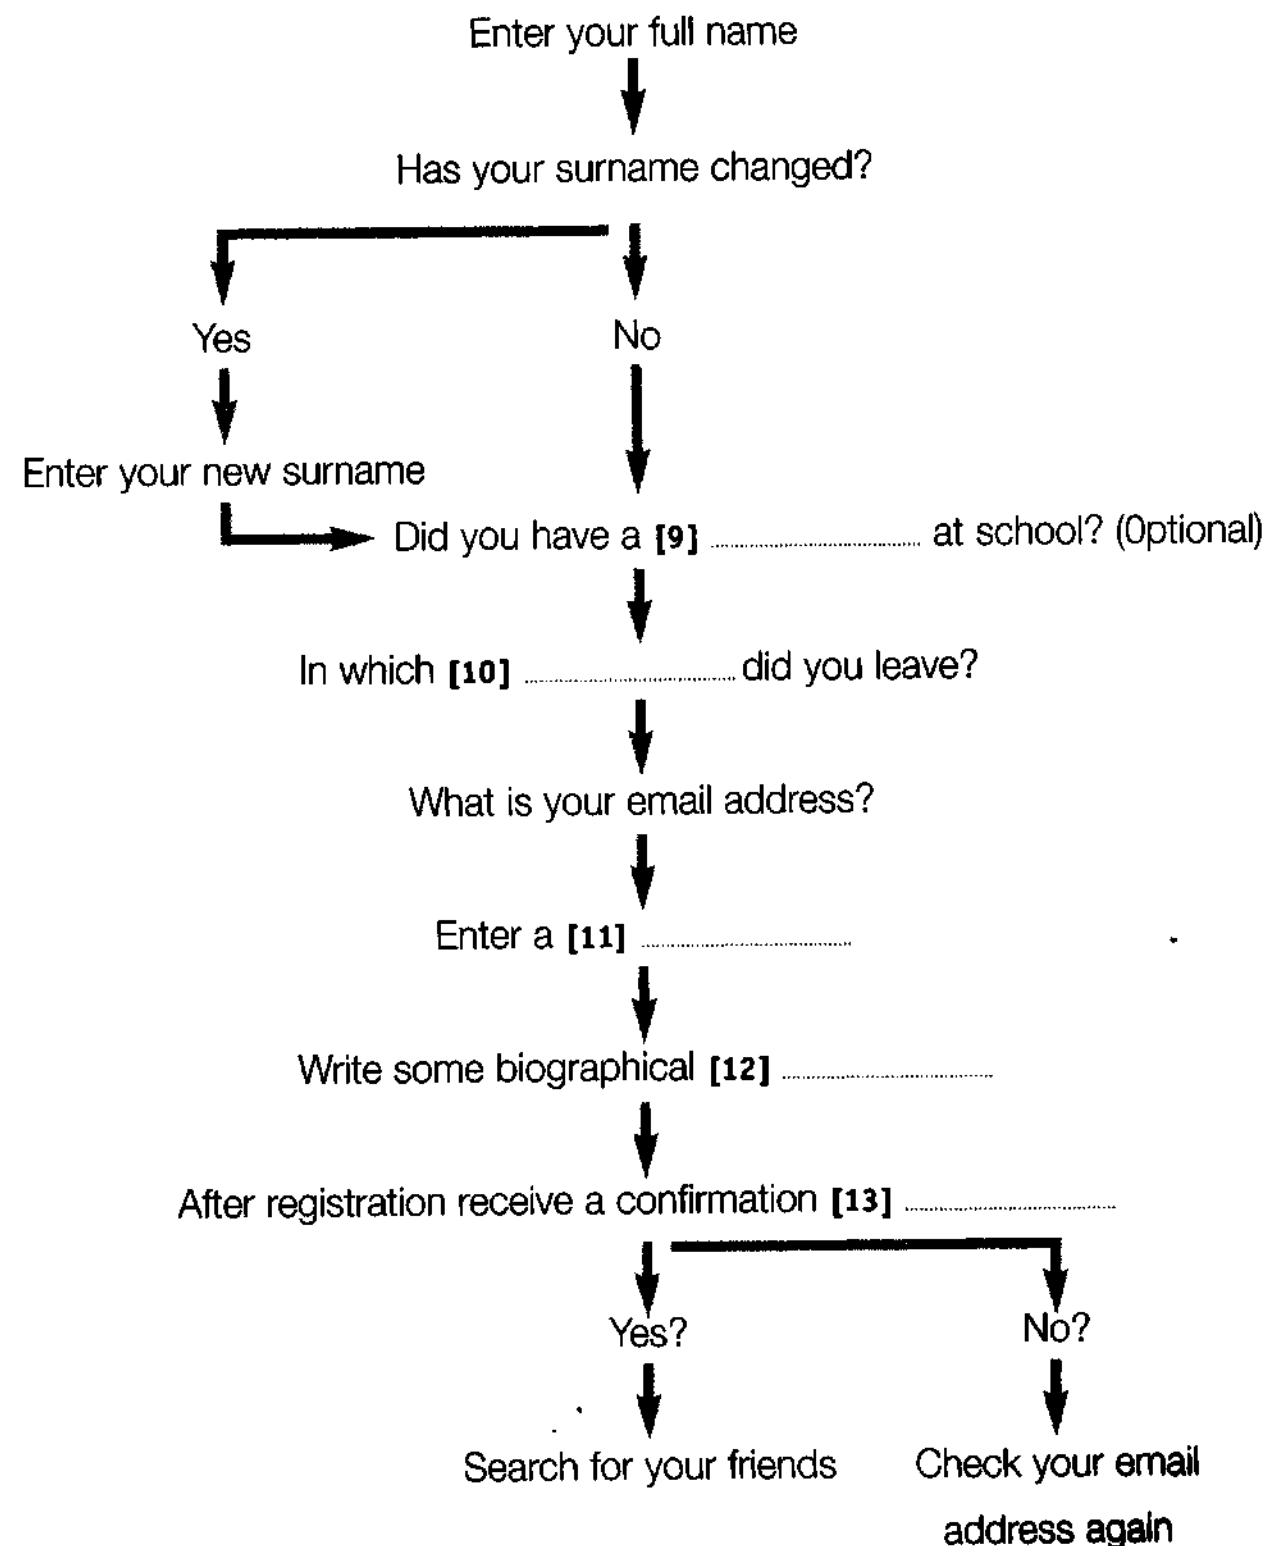 Enter your full name
Has your surname changed?
Yes
No
Enter your new surname
Did you have a [9] .............................. at school? (Optional)
In which [10] .............................. did you leave?
What is your email address?
Enter a [11] ..............................
Write some biographical [12] ..............................
After registration receive a confirmation [13] ..............................
Yes?
No?
Search for your friends
Check your email
address again